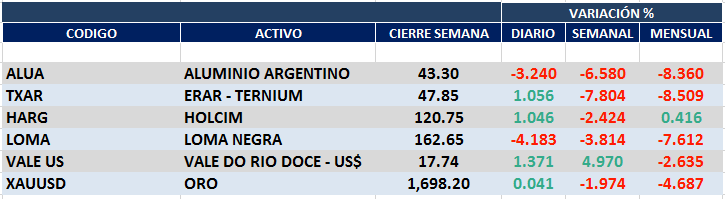 VARIACIÓN %
CODIGO ACTIVO CIERRE SEMANA DIARIO SEMANAL MENSUAL
ALUA ALUMINIO ARGENTINO 43.30 -3.240 -6.580 -8.360
TXAR ERAR - TERNIUM 47.85 1.056 -7.804 -8.509
HARG HOLCIM 120.75 1.046 -2.424 0.416
LOMA LOMA NEGRA 162.65 -4.183 -3.814 -7.612
VALE US VALE DO RIO DOCE - US$ 17.74 1.371 4.970 -2.635
XAUUSD ORO 1,698.20 0.041 -1.974 -4.687